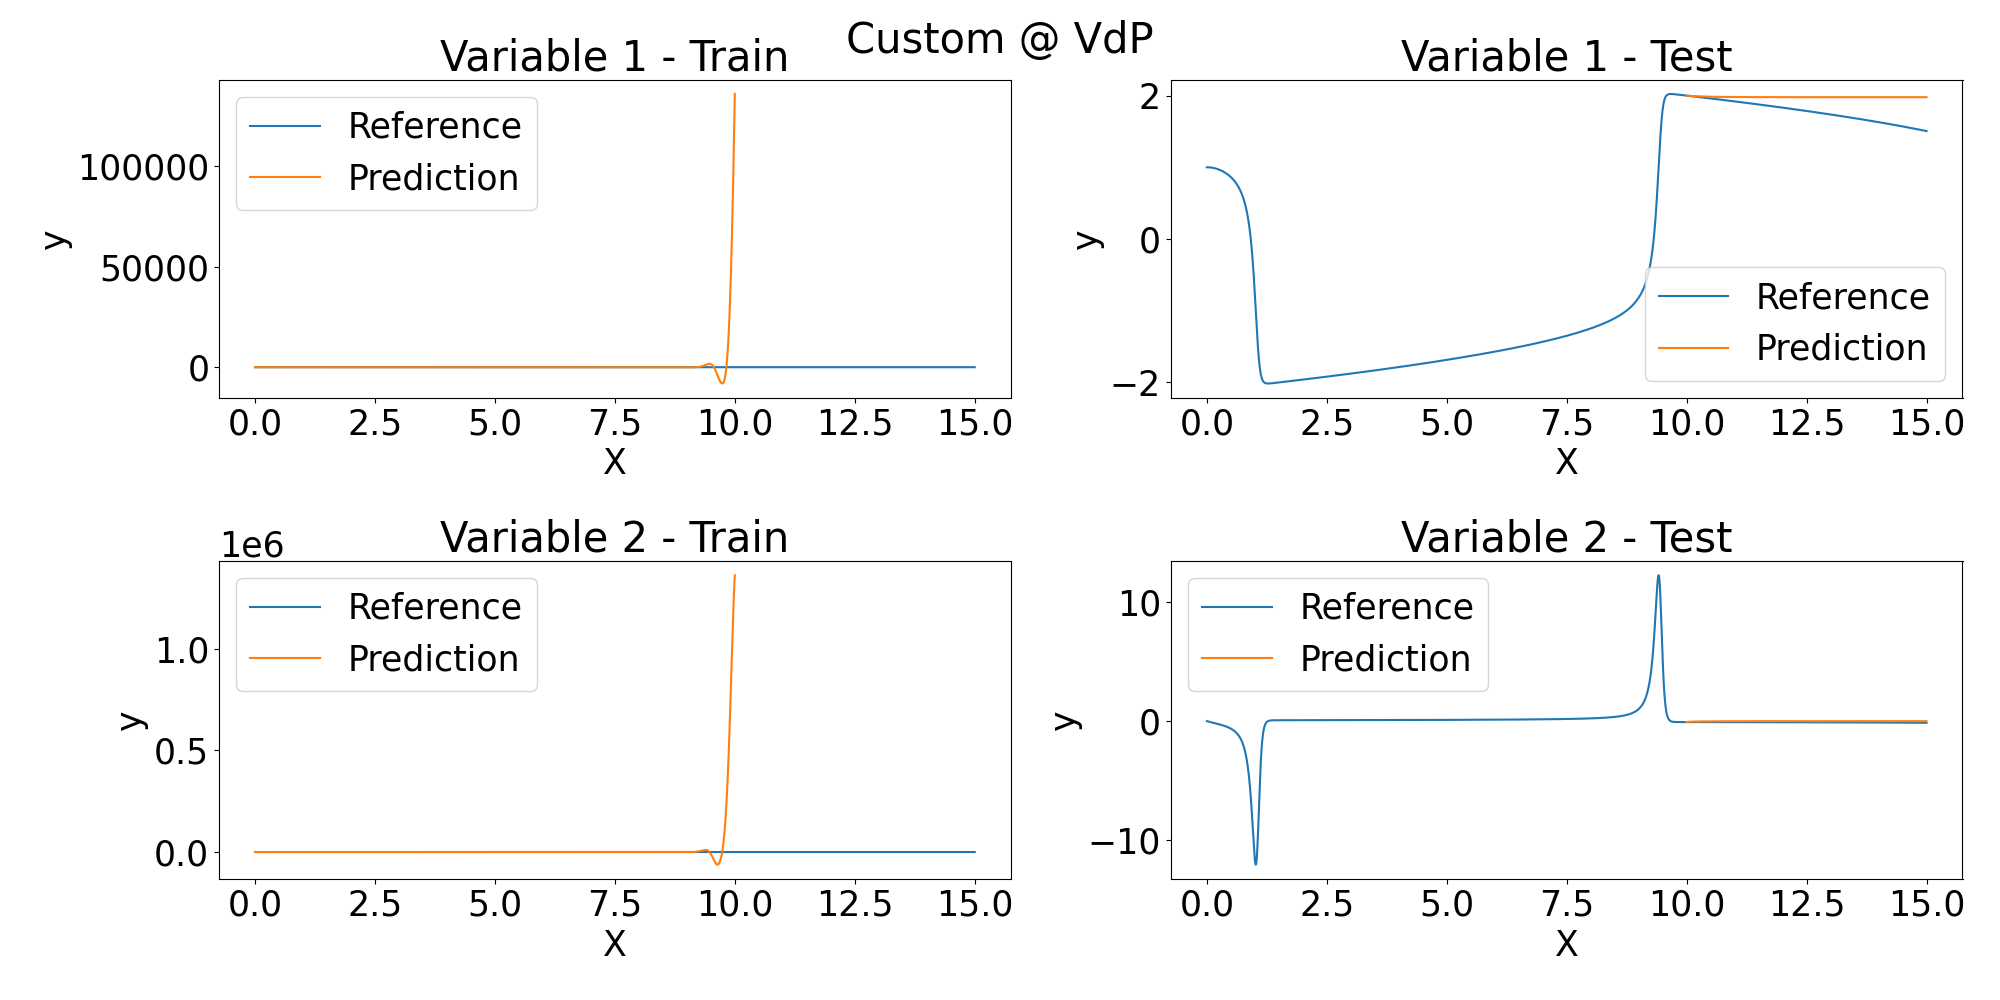 Custom @ VdP
Variable 1 - Train
Reference
Prediction
100000
50000
0
y
0.0 2.5 5.0 7.5 10.0 12.5 15.0
X
Variable 1 - Test
2
0
−2
y
Reference
Prediction
0.0 2.5 5.0 7.5 10.0 12.5 15.0
X
Variable 2 - Train
1e6
Reference
Prediction
1.0
0.5
0.0
y
0.0 2.5 5.0 7.5 10.0 12.5 15.0
X
Variable 2 - Test
Reference
Prediction
10
0
−10
y
0.0 2.5 5.0 7.5 10.0 12.5 15.0
X